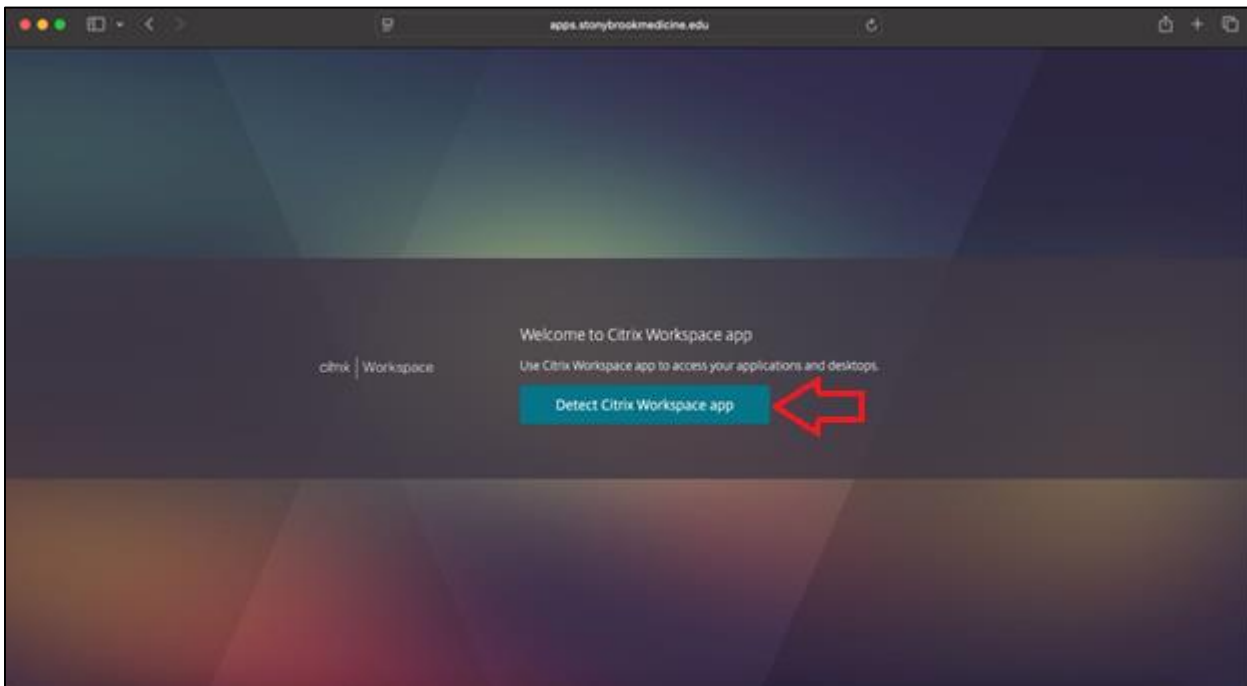 apps.stonybrookmedicine.edu
Welcome to Citrix Workspace app
Use Citrix Workspace app to access your applications and desktops.
citrix | Workspace
Detect Citrix Workspace app